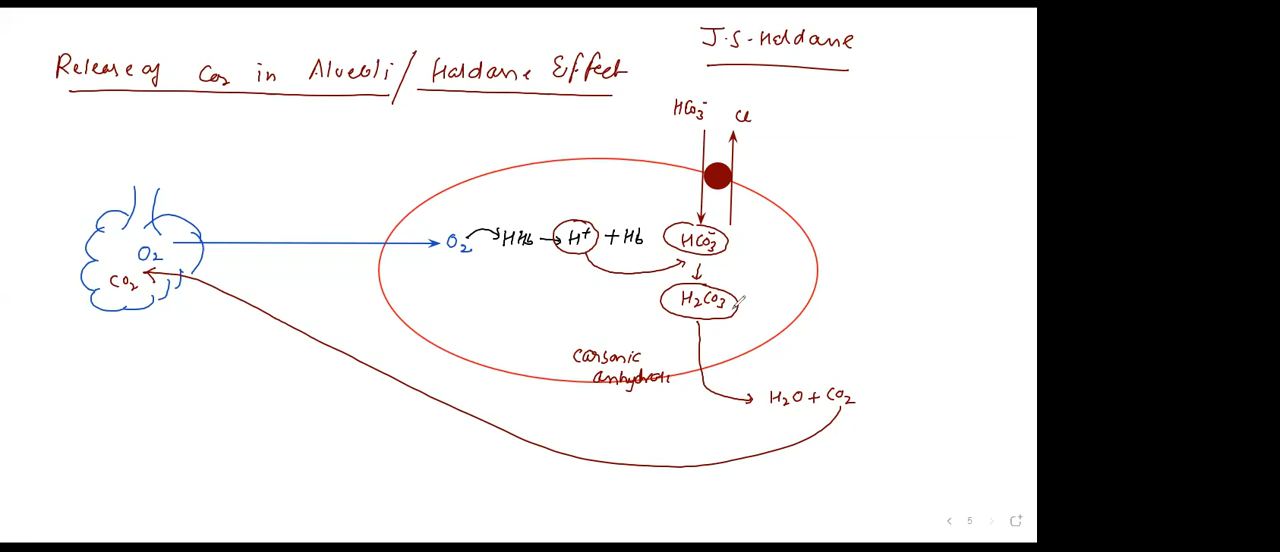 J.S-Haldane
Release of Co2 in Alveoli / Haldane Effect
HCo3- Cl
O2
CO2
O2 HHb → H+ + Hb HCO3-
H2Co3
carbonic
H2O + CO2
5